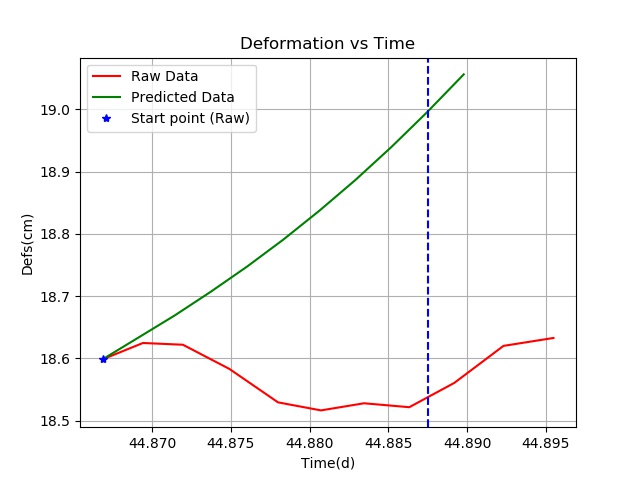 Deformation vs Time
Raw Data
Predicted Data
Start point (Raw)
19.0
18.9
18.8
18.7
18.6
18.5
Defs(cm)
44.870 44.875 44.880 44.885 44.890 44.895
Time(d)